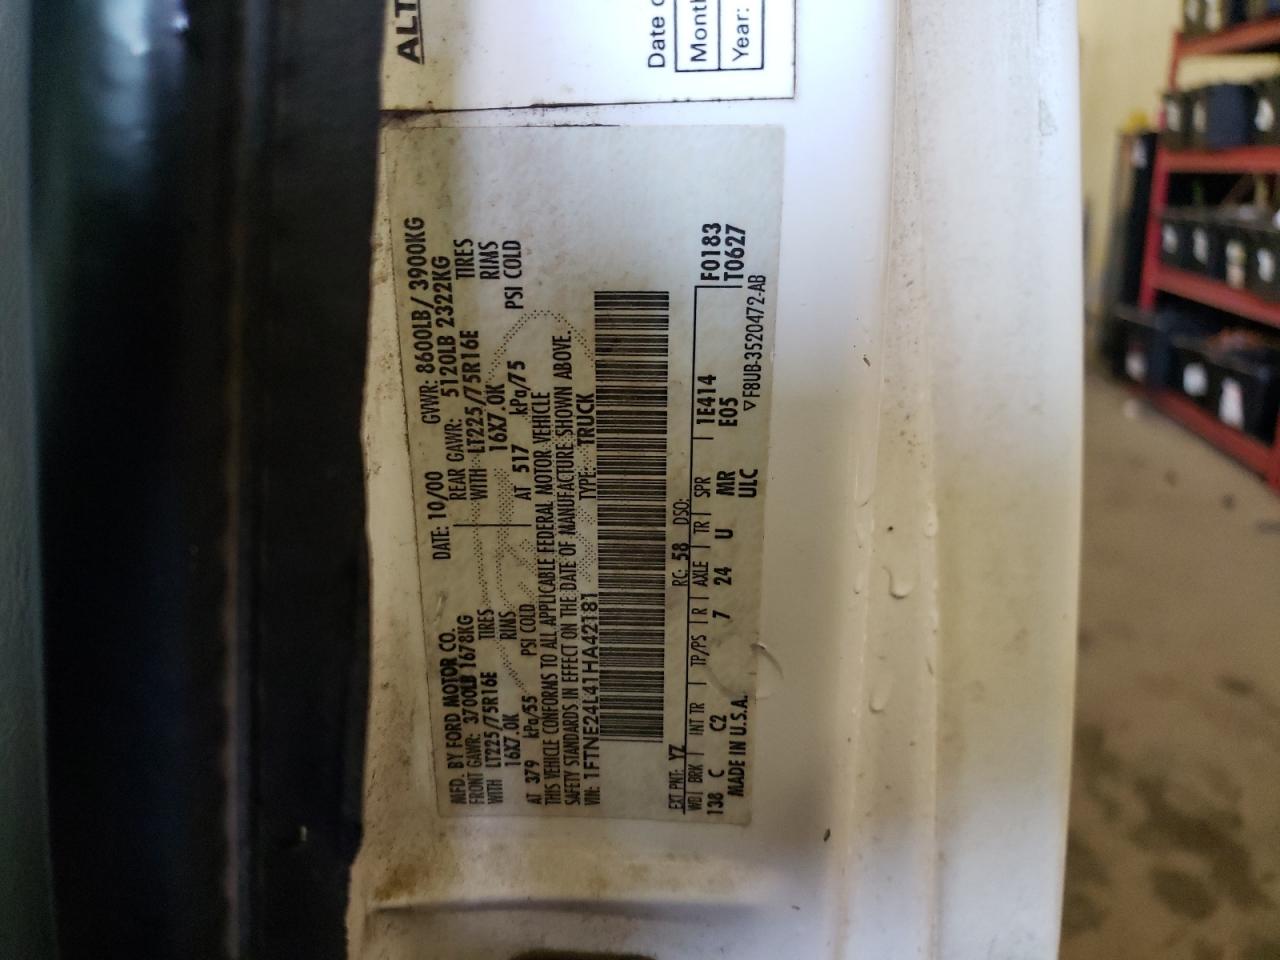 ALT
Date o
Month
Year:
MFD. BY FORD MOTOR CO.
DATE: 10/00 GVWR: 8600LB/ 3900KG
FRONT GAWR: 3700LB 1678KG
REAR GAWR: 5120LB 2322KG
WITH LT225/75R16E TIRES
WITH LT225/75R16E TIRES
16X7.0K RIMS
16X7.0K RIMS
AT 379 kPa/55 PSI COLD
AT 517 kPa/75 PSI COLD
THIS VEHICLE CONFORMS TO ALL APPLICABLE FEDERAL MOTOR VEHICLE
SAFETY STANDARDS IN EFFECT ON THE DATE OF MANUFACTURE SHOWN ABOVE.
VIN: 1FTNE24L41HA42181 TYPE: TRUCK
EXT PNT: YZ RC: 58 DSO:
WB | BRK | INT TR | TP/PS | R | AXLE | TR | SPR
138 C C2 7 24 U MR 1E414
ULC E05
F0183
T0627
MADE IN U.S.A.
▽F8UB-3520472-AB